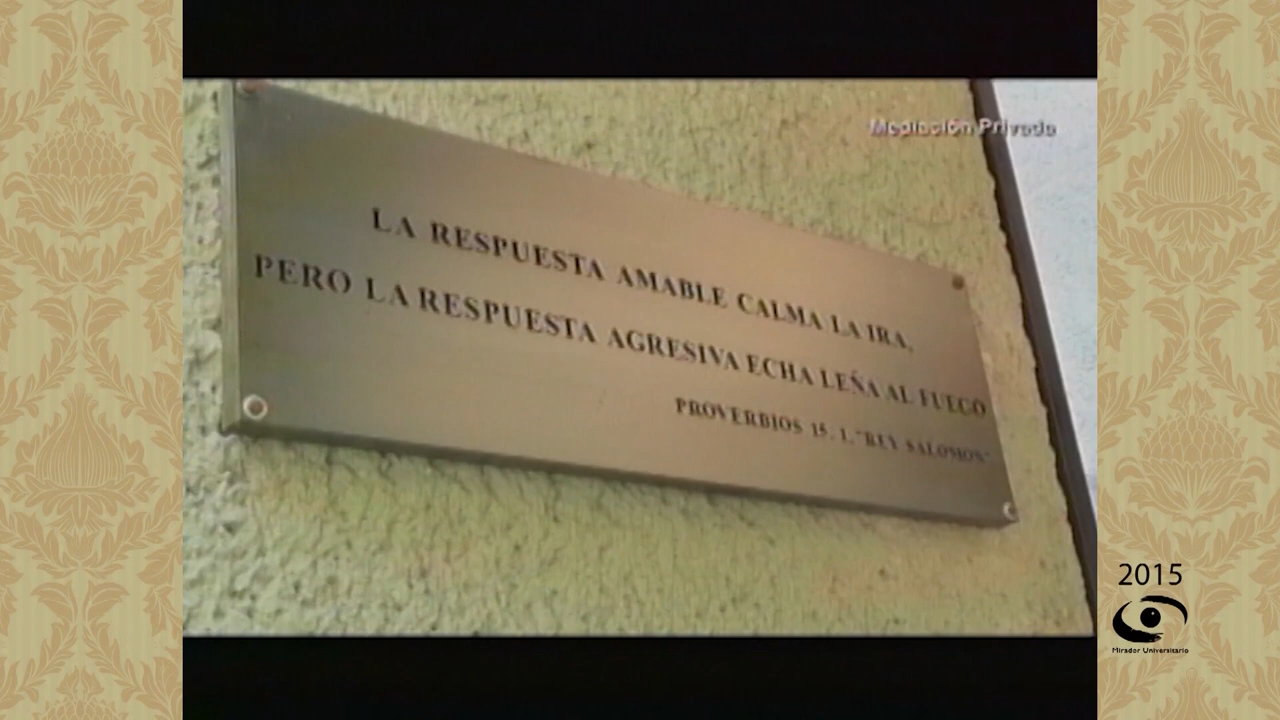 Mediación Privada
LA RESPUESTA AMABLE CALMA LA IRA,
PERO LA RESPUESTA AGRESIVA ECHA LEÑA AL FUEGO
PROVERBIOS 15. 1. "REY SALOMON"
2015
Mirador Universitario